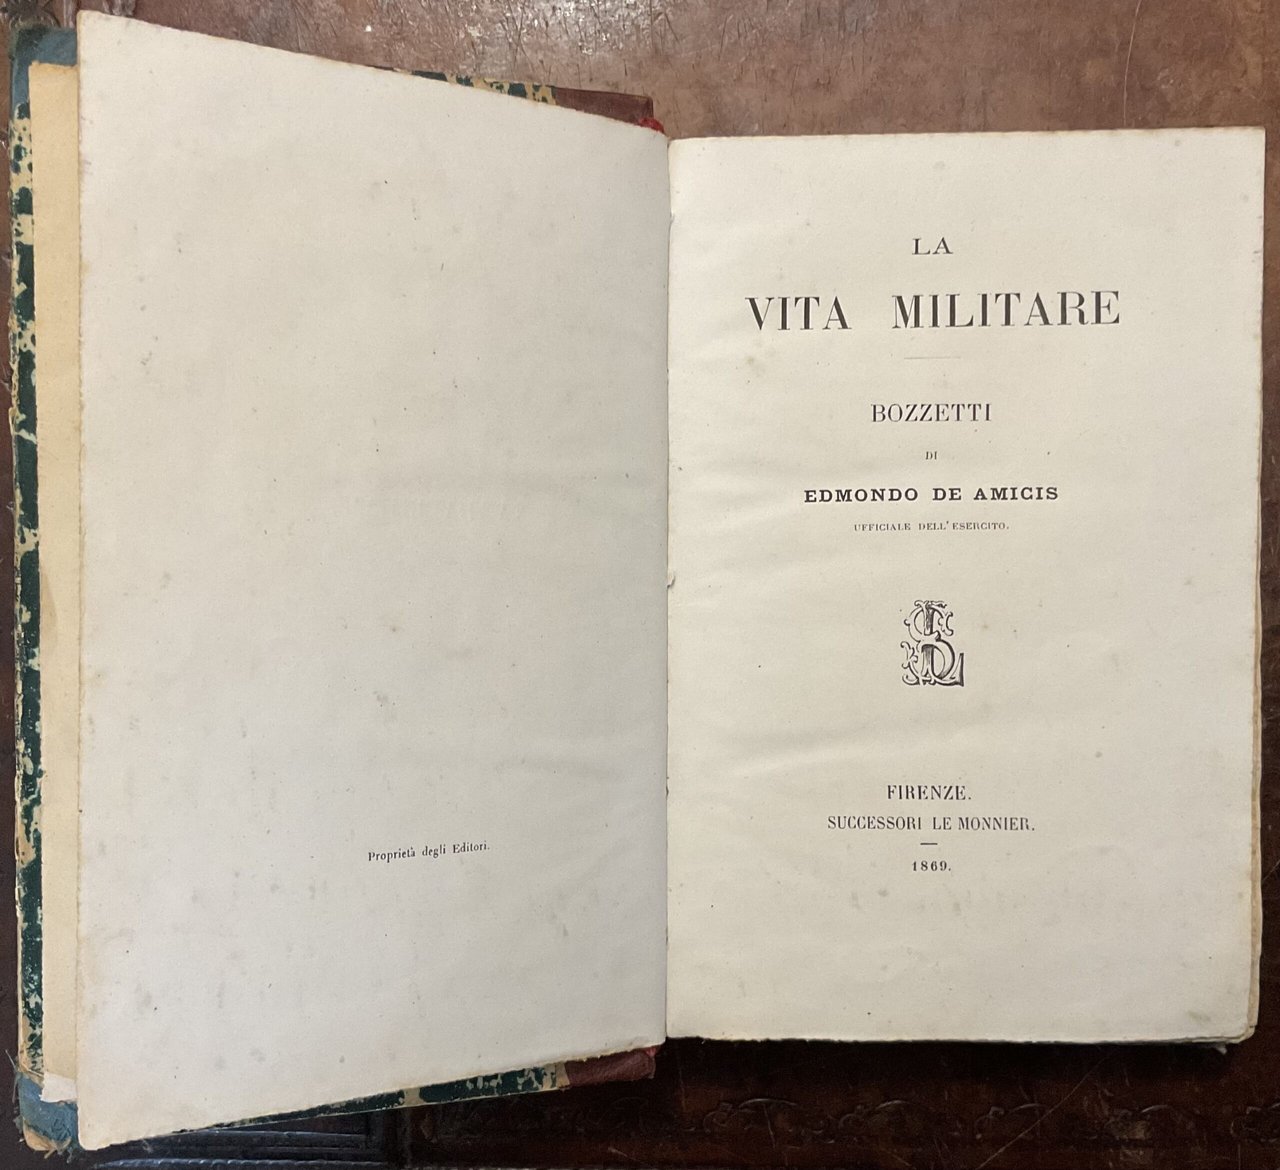 Proprietà degli Editori.
LA
VITA MILITARE
BOZZETTI
DI
EDMONDO DE AMICIS
UFFICIALE DELL' ESERCITO.
FIRENZE.
SUCCESSORI LE MONNIER.
1869.